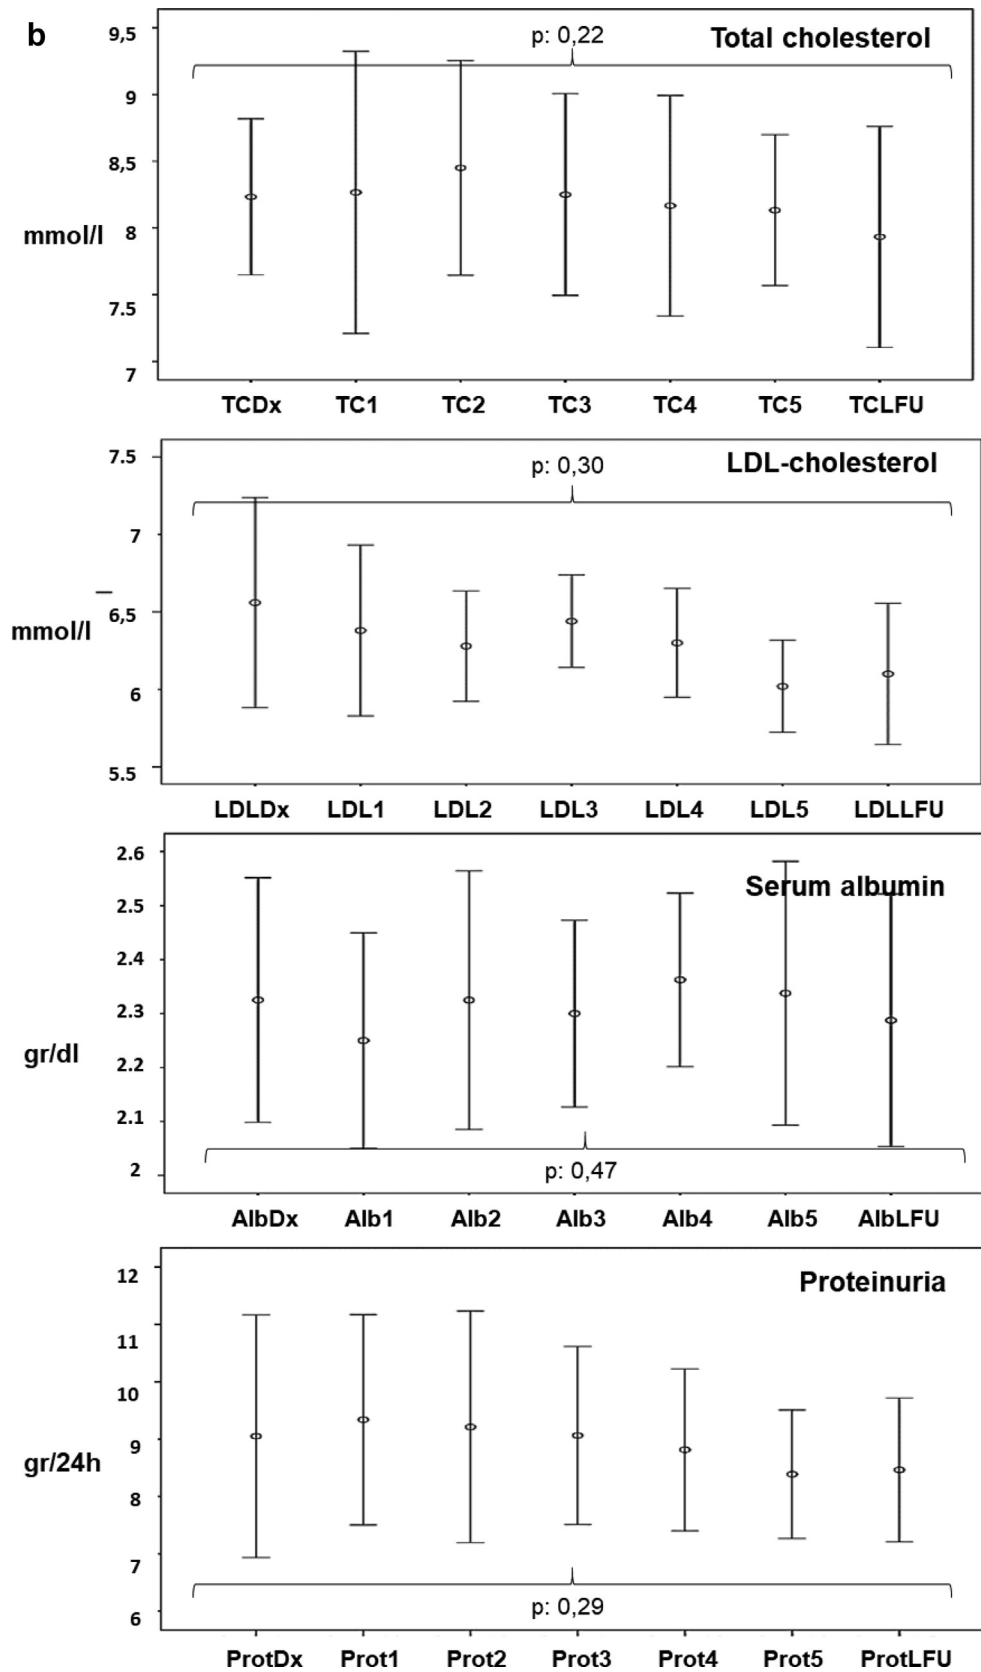 b
9,5
p: 0,22
Total cholesterol
9
8,5
mmol/l
8
7.5
7
TCDx TC1 TC2 TC3 TC4 TC5 TCLFU
7.5
p: 0,30
LDL-cholesterol
7
6,5
mmol/l
6
5.5
LDLDx LDL1 LDL2 LDL3 LDL4 LDL5 LDLLFU
2.6
Serum albumin
2.5
2.4
2.3
gr/dl
2.2
2.1
2
p: 0,47
AlbDx Alb1 Alb2 Alb3 Alb4 Alb5 AlbLFU
12
Proteinuria
11
10
9
gr/24h
8
7
6
p: 0,29
ProtDx Prot1 Prot2 Prot3 Prot4 Prot5 ProtLFU